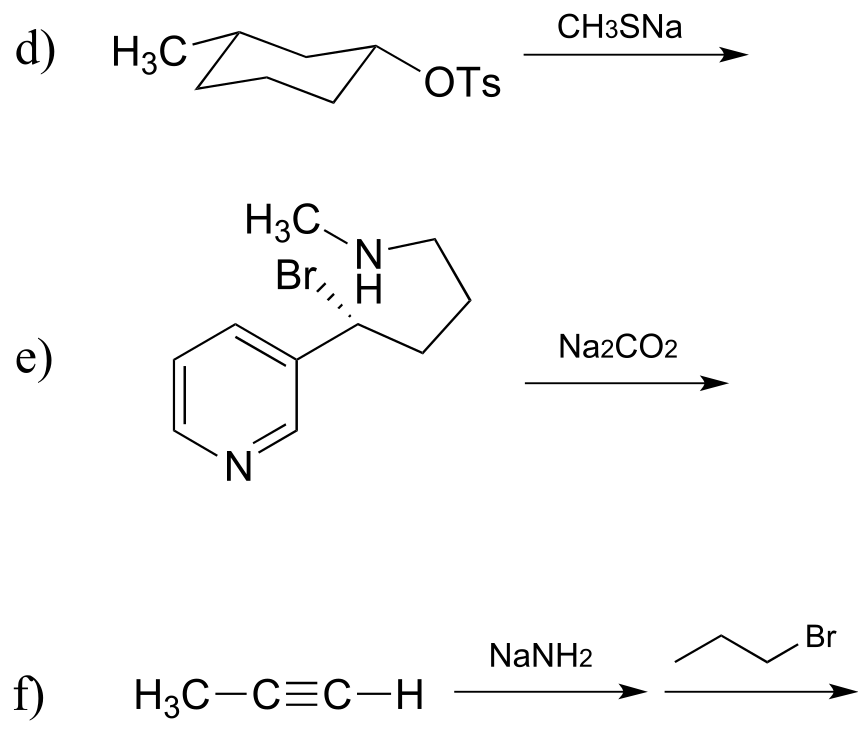 d) H3C OTs CH3SNa
e) H3C N H Br N Na2CO2
f) H3C-C≡C-H NaNH2 Br